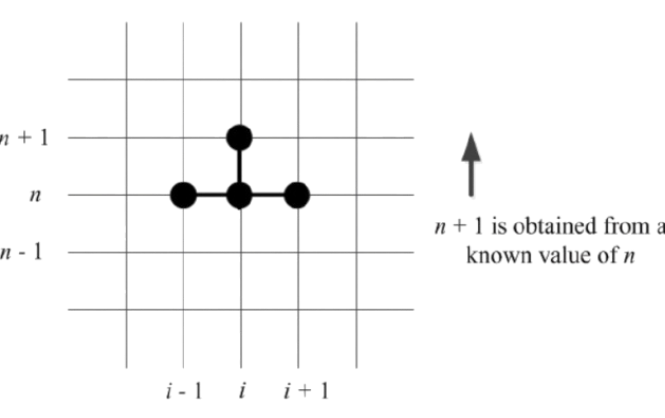 n + 1
n
n - 1
n + 1 is obtained from a
known value of n
i - 1 i i + 1